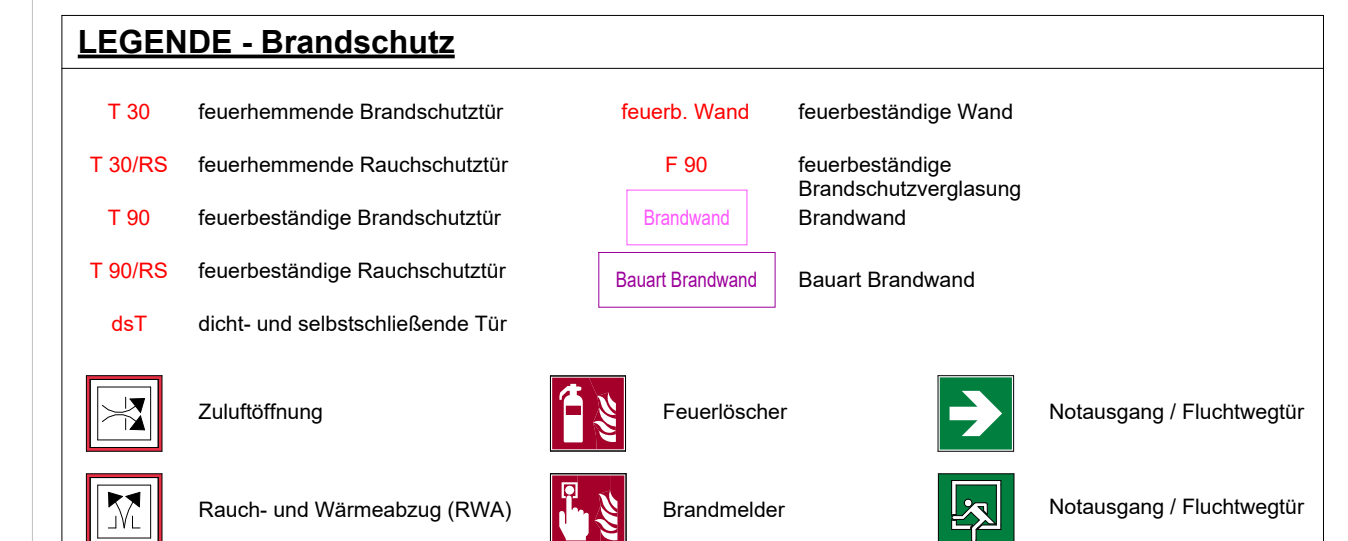 LEGENDE - Brandschutz
T 30 feuerhemmende Brandschutztür
T 30/RS feuerhemmende Rauchschutztür
T 90 feuerbeständige Brandschutztür
T 90/RS feuerbeständige Rauchschutztür
dsT dicht- und selbstschließende Tür
feuerb. Wand feuerbeständige Wand
F 90 feuerbeständige
Brandschutzverglasung
Brandwand Brandwand
Bauart Brandwand Bauart Brandwand
Zuluftöffnung Feuerlöscher Notausgang / Fluchtwegtür
Rauch- und Wärmeabzug (RWA) Brandmelder Notausgang / Fluchtwegtür